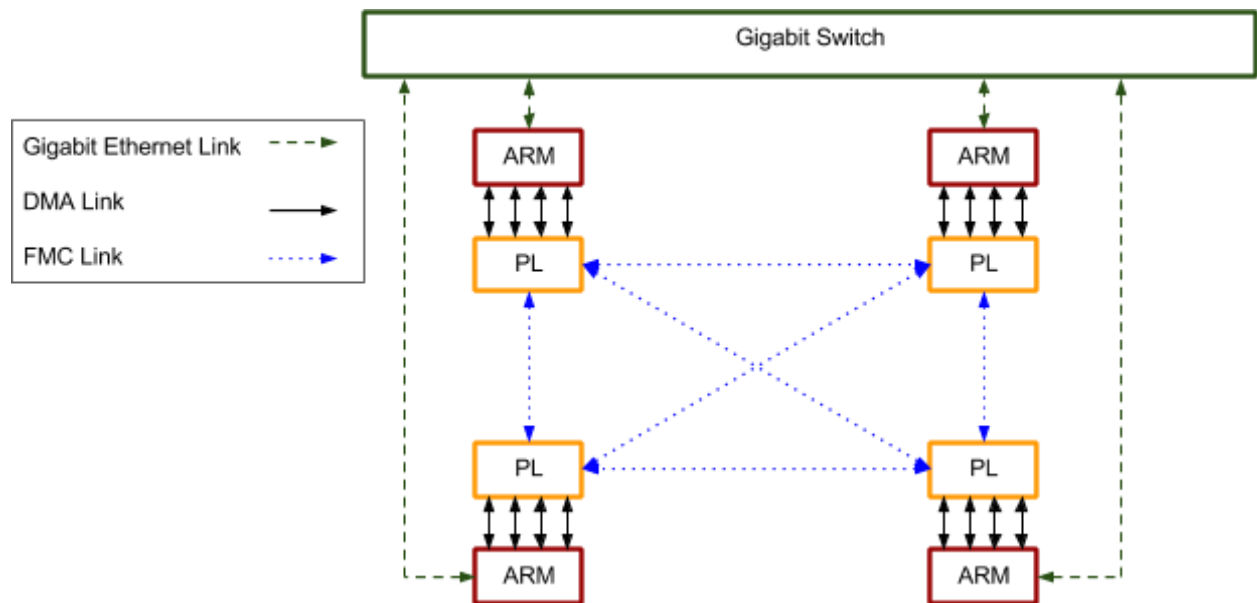 Gigabit Switch
Gigabit Ethernet Link
DMA Link
FMC Link
ARM
ARM
PL
PL
PL
PL
ARM
ARM